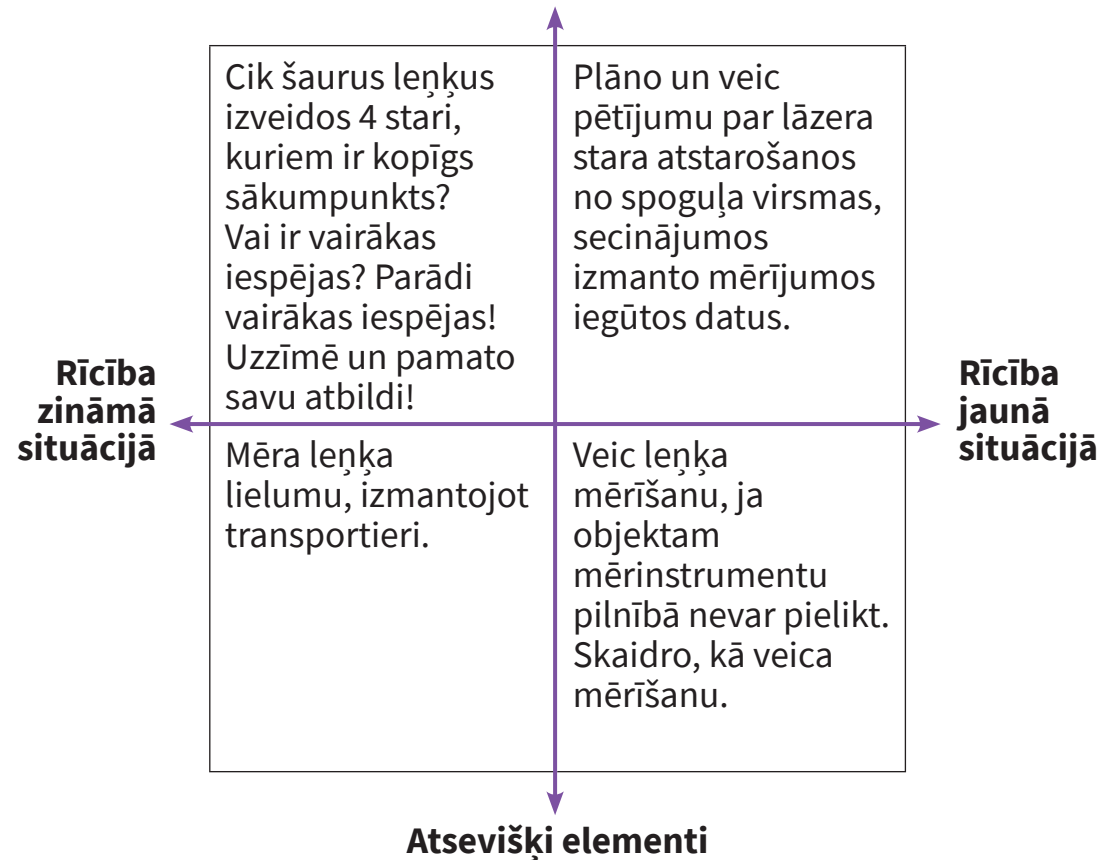 Cik šaurus leņķus
izveidos 4 stari,
kuriem ir kopīgs
sākumpunkts?
Vai ir vairākas
iespējas? Parādi
vairākas iespējas!
Uzzīmē un pamato
savu atbildi!
Plāno un veic
pētījumu par lāzera
stara atstarošanos
no spoguļa virsmas,
secinājumos
izmanto mērījumos
iegūtos datus.
Rīcība
zināmā
situācijā
Rīcība
jaunā
situācijā
Mēra leņķa
lielumu, izmantojot
transportieri.
Veic leņķa
mērīšanu, ja
objektam
mērinstrumentu
pilnībā nevar pielikt.
Skaidro, kā veica
mērīšanu.
Atsevišķi elementi